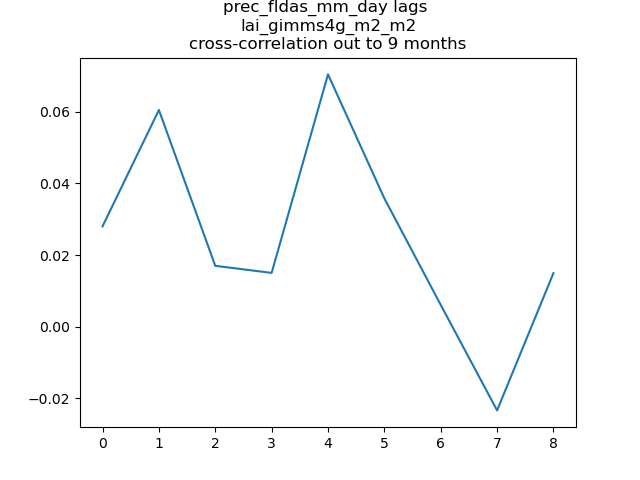 prec_fldas_mm_day lags
lai_gimms4g_m2_m2
cross-correlation out to 9 months
0.06
0.04
0.02
0.00
−0.02
0 1 2 3 4 5 6 7 8